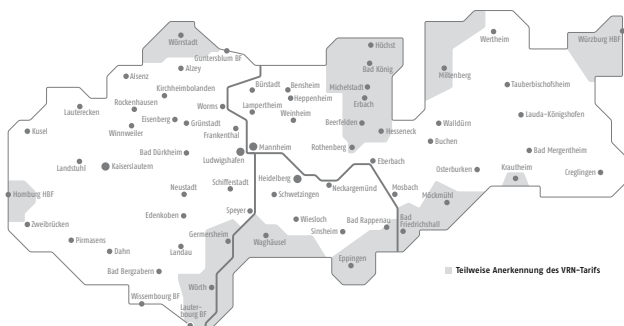 Wörrstadt
Guntersblum BF
Alsenz
Alzey
Kirchheimbolanden
Rockenhausen
Lauterecken
Worms
Kusel
Winnweiler
Eisenberg
Grünstadt
Frankenthal
Bad Dürkheim
Ludwigshafen
Landstuhl
Kaiserslautern
Homburg HBF
Neustadt
Schifferstadt
Speyer
Edenkoben
Zweibrücken
Pirmasens
Dahn
Landau
Germersheim
Bad Bergzabern
Wörth
Wissembourg BF
Lauter-
bourg BF
Bürstadt
Bensheim
Heppenheim
Lampertheim
Weinheim
Mannheim
Heidelberg
Schwetzingen
Neckargemünd
Wiesloch
Sinsheim
Waghäusel
Bad Rappenau
Eppingen
Bad
Friedrichshall
Höchst
Bad König
Michelstadt
Erbach
Beerfelden
Hesseneck
Rothenberg
Eberbach
Mosbach
Möckmühl
Osterburken
Krautheim
Miltenberg
Wertheim
Würzburg HBF
Tauberbischofsheim
Lauda-Königshofen
Walldürn
Buchen
Bad Mergentheim
Creglingen
Teilweise Anerkennung des VRN-Tarifs